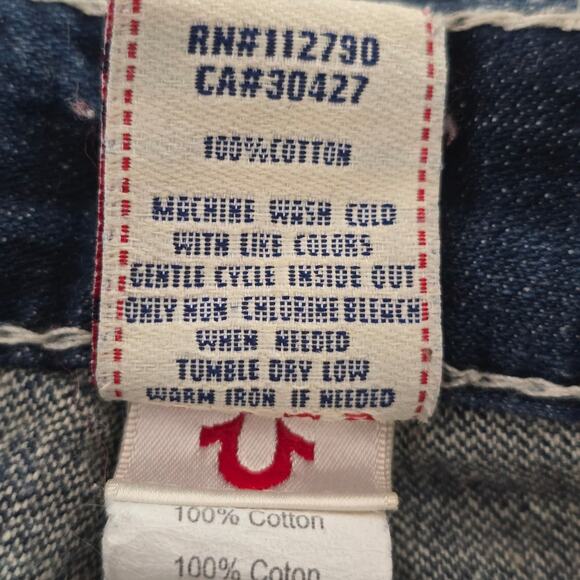 RN#112790
CA#30427
100%COTTON
MACHINE WASH COLD
WITH LIKE COLORS
GENTLE CYCLE INSIDE OUT
ONLY NON-CHLORINE BLEACH
WHEN NEEDED
TUMBLE DRY LOW
WARM IRON IF NEEDED
100% Cotton
100% Coton